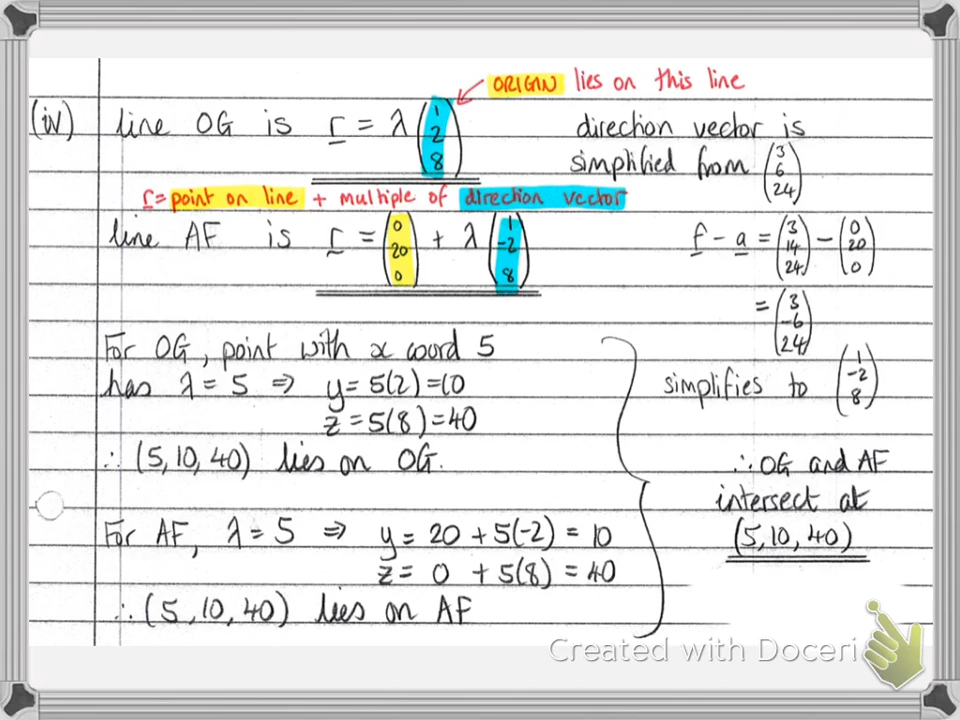 ORIGIN lies on this line
(iv) line OG is r = λ (1 2 8)
direction vector is
simplified from (3 6 24)
r = point on line + multiple of direction vector
line AF is r = (0 20 0) + λ (1 -2 8)
f - a = (3 14 24) - (0 20 0)
= (3 -6 24)
simplifies to (1 -2 8)
For OG, point with x coord 5
has λ = 5 ⇒ y = 5(2) = 10
z = 5(8) = 40
∴ (5, 10, 40) lies on OG.
For AF, λ = 5 ⇒ y = 20 + 5(-2) = 10
z = 0 + 5(8) = 40
∴ (5, 10, 40) lies on AF
∴ OG and AF
intersect at
(5, 10, 40)
Created with Doceri